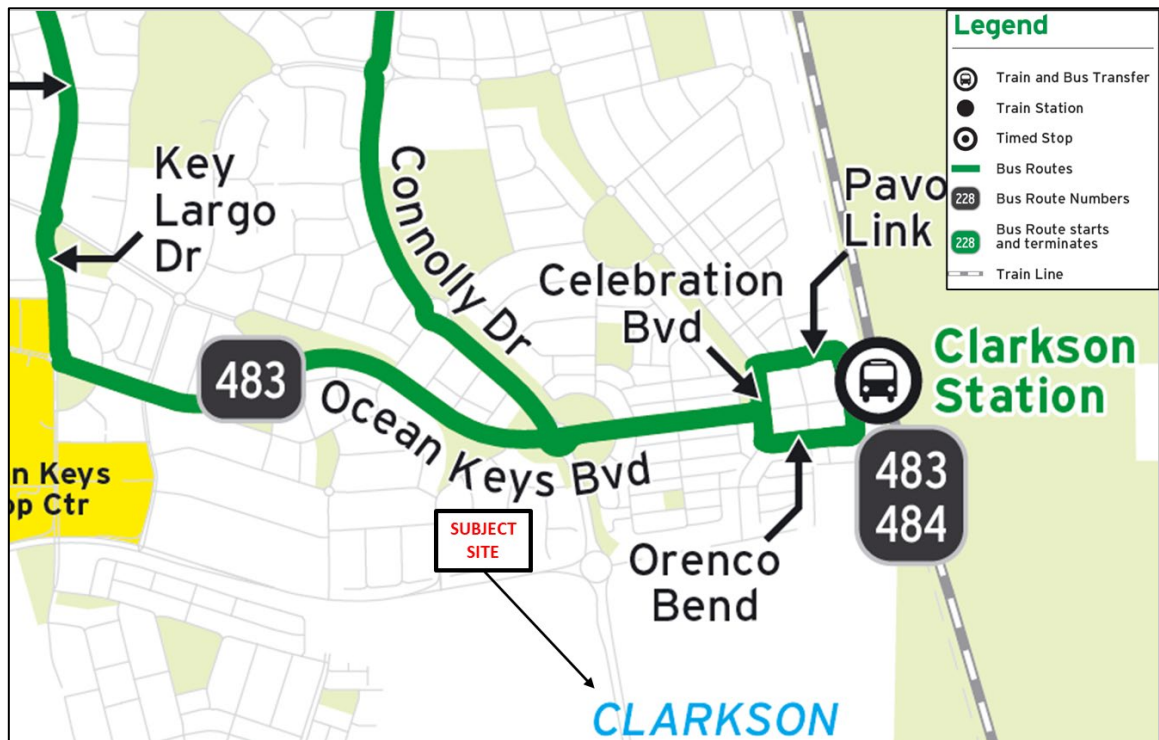 Legend
Train and Bus Transfer
Train Station
Timed Stop
Bus Routes
228
Bus Route Numbers
228
Bus Route starts
and terminates
Train Line
Key
Largo
Dr
Connolly Dr
Pavo
Link
Celebration
Bvd
Clarkson
Station
483
Ocean Keys Bvd
483
484
n Keys
op Ctr
SUBJECT
SITE
Orenco
Bend
CLARKSON